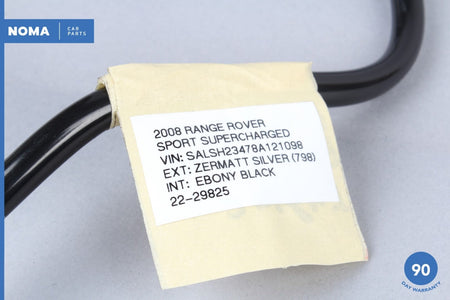 NOMA CAR
PARTS
2008 RANGE ROVER
SPORT SUPERCHARGED
VIN: SALSH23478A121098
EXT: ZERMATT SILVER (798)
INT: EBONY BLACK
22-29825
90
DAY WARRANTY